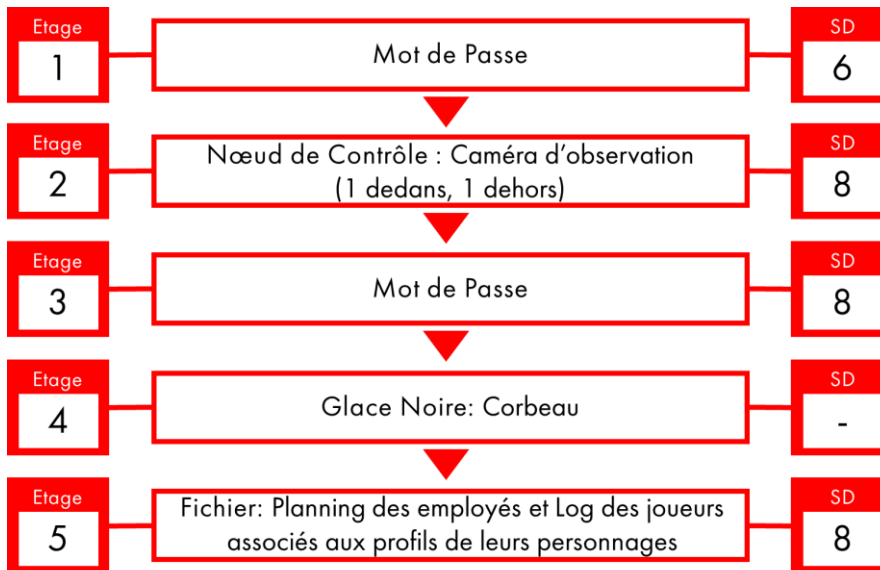 Etage
1
Mot de Passe
SD
6
Etage
2
Nœud de Contrôle : Caméra d'observation
(1 dedans, 1 dehors)
SD
8
Etage
3
Mot de Passe
SD
8
Etage
4
Glace Noire: Corbeau
SD
-
Etage
5
Fichier: Planning des employés et Log des joueurs
associés aux profils de leurs personnages
SD
8